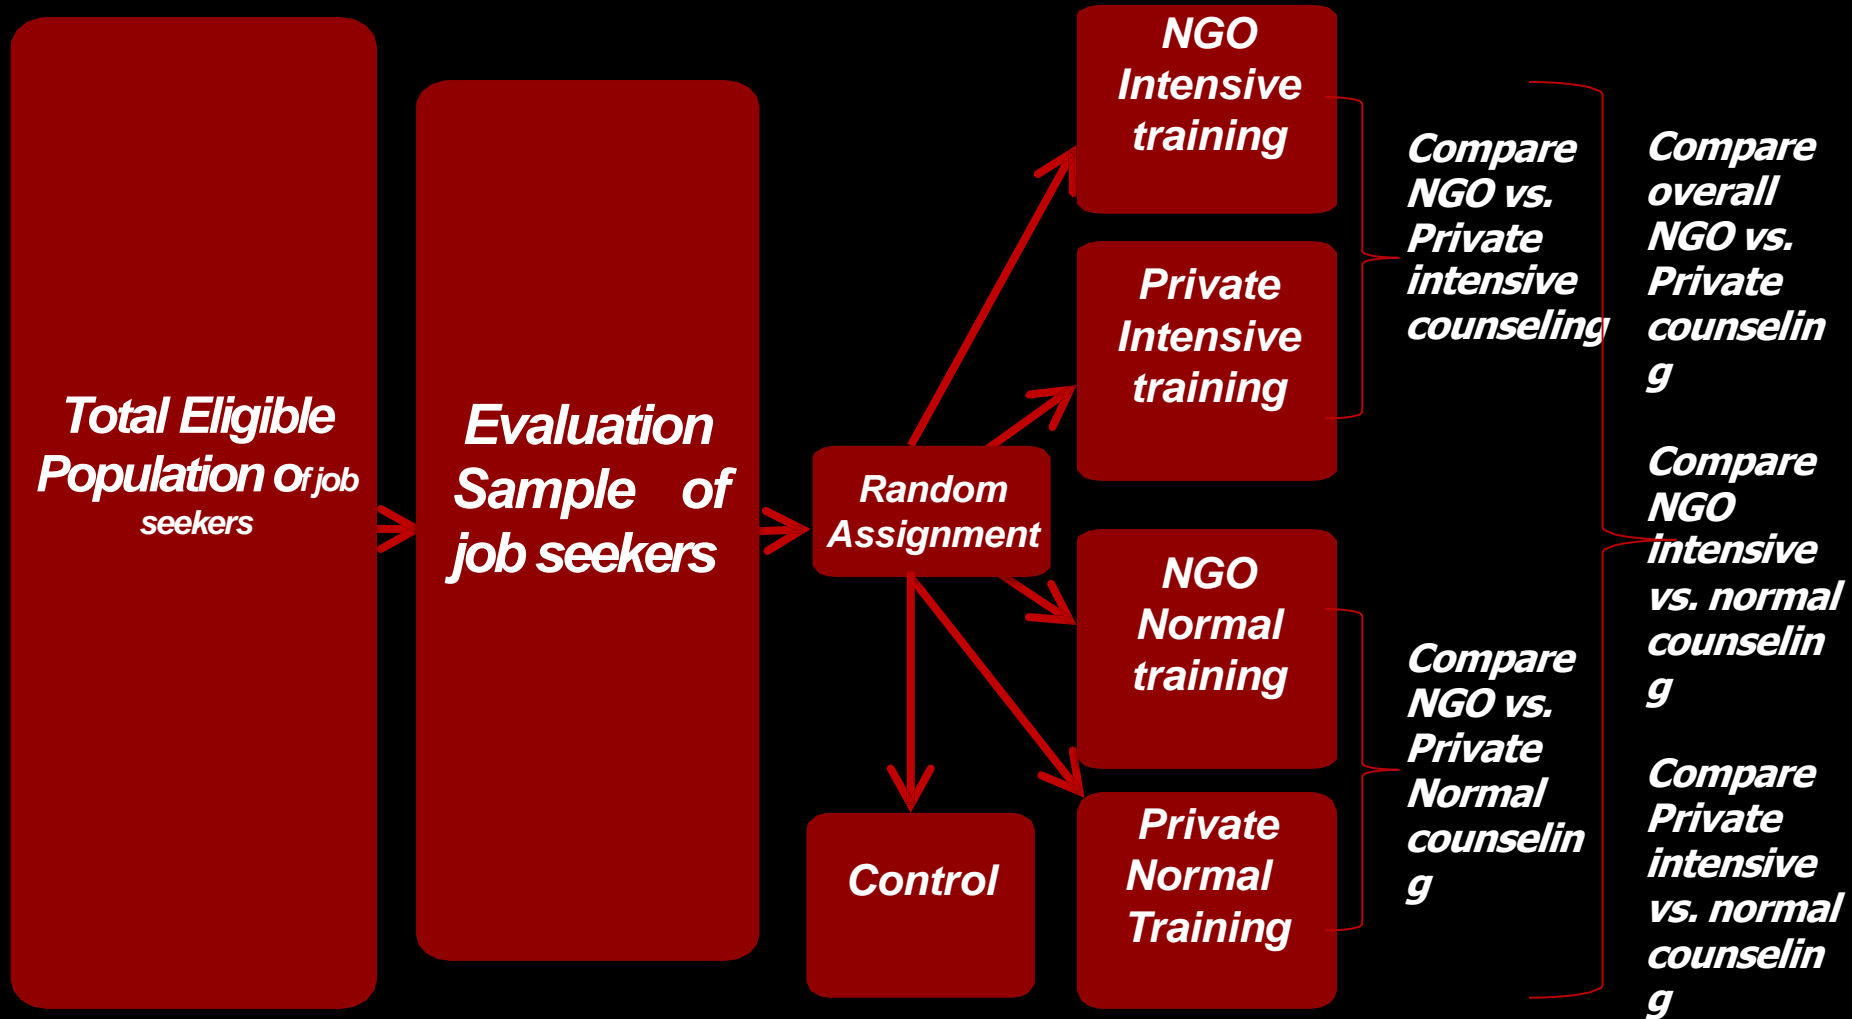 Total Eligible
Population of job
seekers
Evaluation
Sample of
job seekers
Random
Assignment
Control
NGO
Intensive
training
Private
Intensive
training
NGO
Normal
training
Private
Normal
Training
Compare
NGO vs.
Private
intensive
counseling
Compare
NGO vs.
Private
Normal
counselin
g
Compare
overall
NGO vs.
Private
counselin
g
Compare
NGO
intensive
vs. normal
counselin
g
Compare
Private
intensive
vs. normal
counselin
g